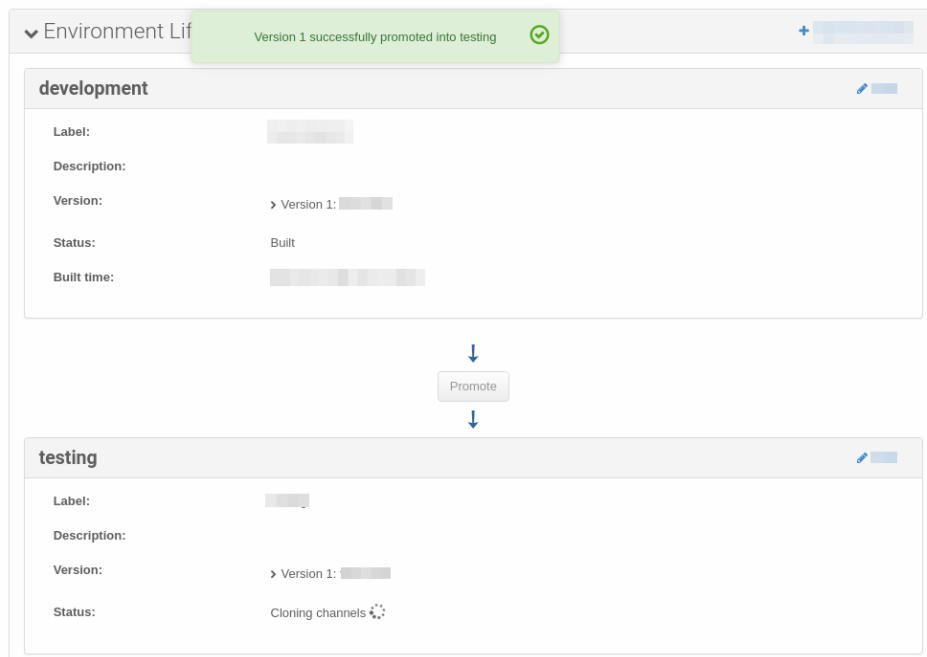 Environment Lif
Version 1 successfully promoted into testing
development
Label:
Description:
Version:
Version 1:
Status:
Built
Built time:
Promote
testing
Label:
Description:
Version:
Version 1:
Status:
Cloning channels